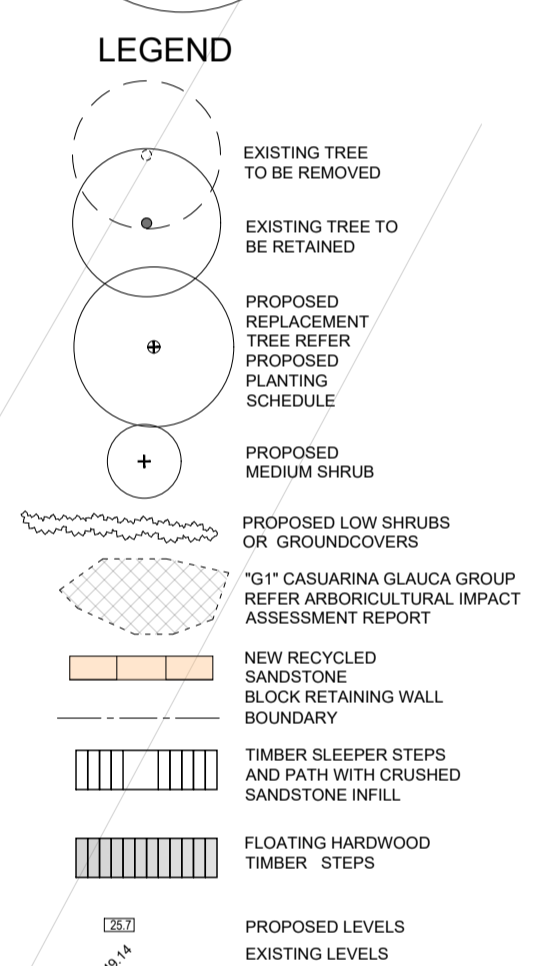 LEGEND
EXISTING TREE
TO BE REMOVED
EXISTING TREE TO
BE RETAINED
PROPOSED
REPLACEMENT
TREE REFER
PROPOSED
PLANTING
SCHEDULE
PROPOSED
MEDIUM SHRUB
PROPOSED LOW SHRUBS
OR GROUNDCOVERS
"G1" CASUARINA GLAUCA GROUP
REFER ARBORICULTURAL IMPACT
ASSESSMENT REPORT
NEW RECYCLED
SANDSTONE
BLOCK RETAINING WALL
BOUNDARY
TIMBER SLEEPER STEPS
AND PATH WITH CRUSHED
SANDSTONE INFILL
FLOATING HARDWOOD
TIMBER STEPS
25.7
PROPOSED LEVELS
EXISTING LEVELS